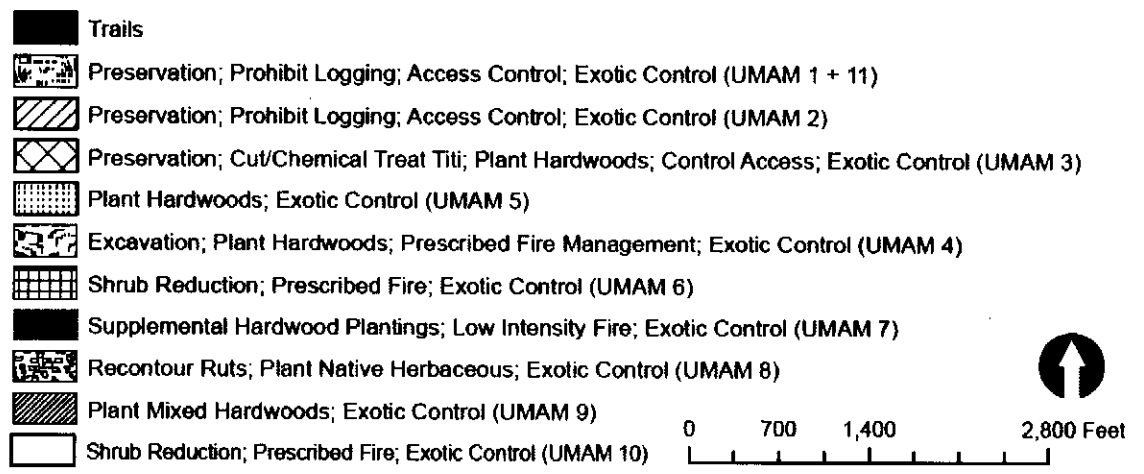 Trails
Preservation; Prohibit Logging; Access Control; Exotic Control (UMAM 1 + 11)
Preservation; Prohibit Logging; Access Control; Exotic Control (UMAM 2)
Preservation; Cut/Chemical Treat Titi; Plant Hardwoods; Control Access; Exotic Control (UMAM 3)
Plant Hardwoods; Exotic Control (UMAM 5)
Excavation; Plant Hardwoods; Prescribed Fire Management; Exotic Control (UMAM 4)
Shrub Reduction; Prescribed Fire; Exotic Control (UMAM 6)
Supplemental Hardwood Plantings; Low Intensity Fire; Exotic Control (UMAM 7)
Recontour Ruts; Plant Native Herbaceous; Exotic Control (UMAM 8)
Plant Mixed Hardwoods; Exotic Control (UMAM 9)
Shrub Reduction; Prescribed Fire; Exotic Control (UMAM 10)
0 700 1,400 2,800 Feet